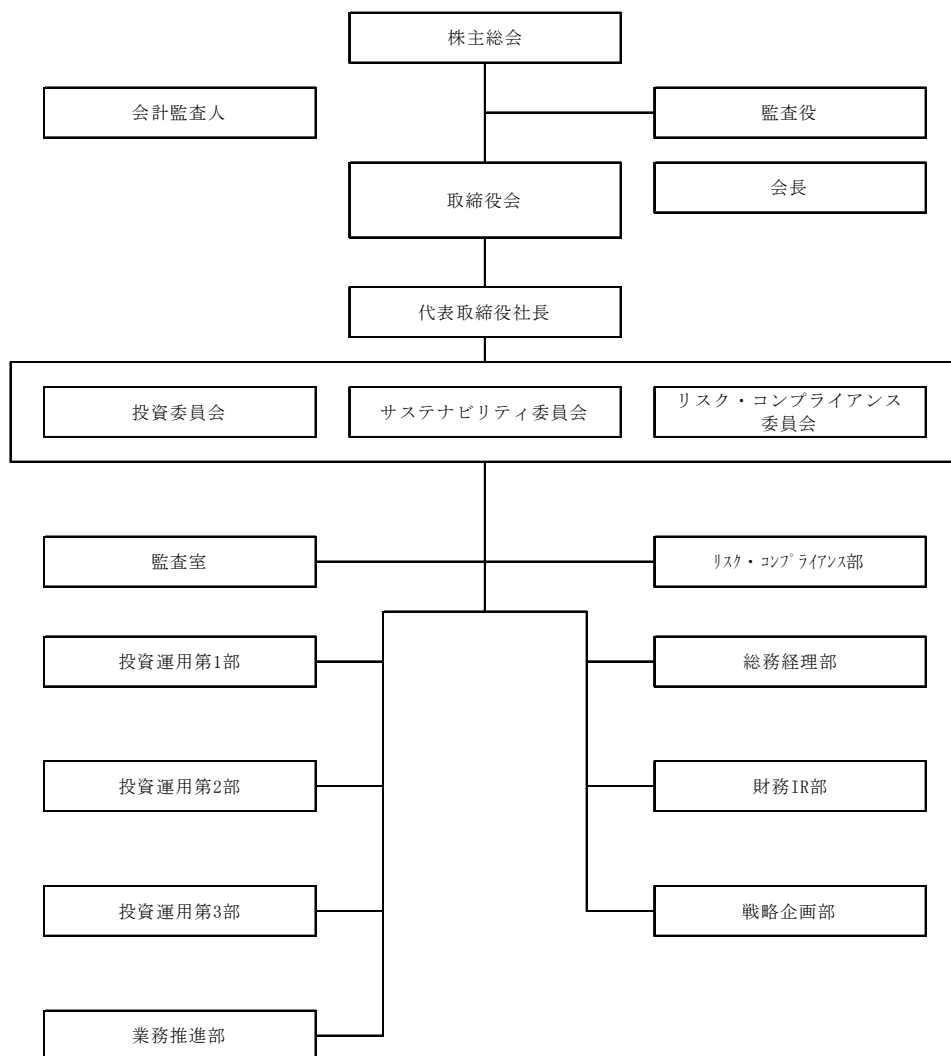 株主総会
会計監査人
監査役
会長
取締役会
代表取締役社長
投資委員会
サステナビリティ委員会
リスク・コンプライアンス
委員会
監査室
ﾘｽｸ・ｺﾝﾌﾟﾗｲｱﾝｽ部
投資運用第1部
総務経理部
投資運用第2部
財務IR部
投資運用第3部
戦略企画部
業務推進部